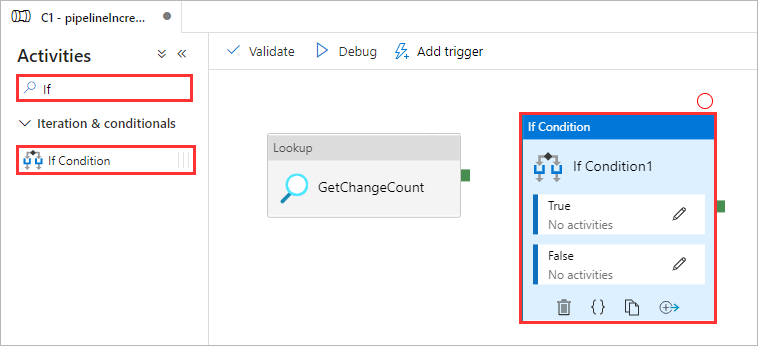 C1 - pipelineIncre...
Activities
If
Iteration & conditionals
If Condition
Validate
Debug
Add trigger
Lookup
GetChangeCount
If Condition
If Condition1
True
No activities
False
No activities